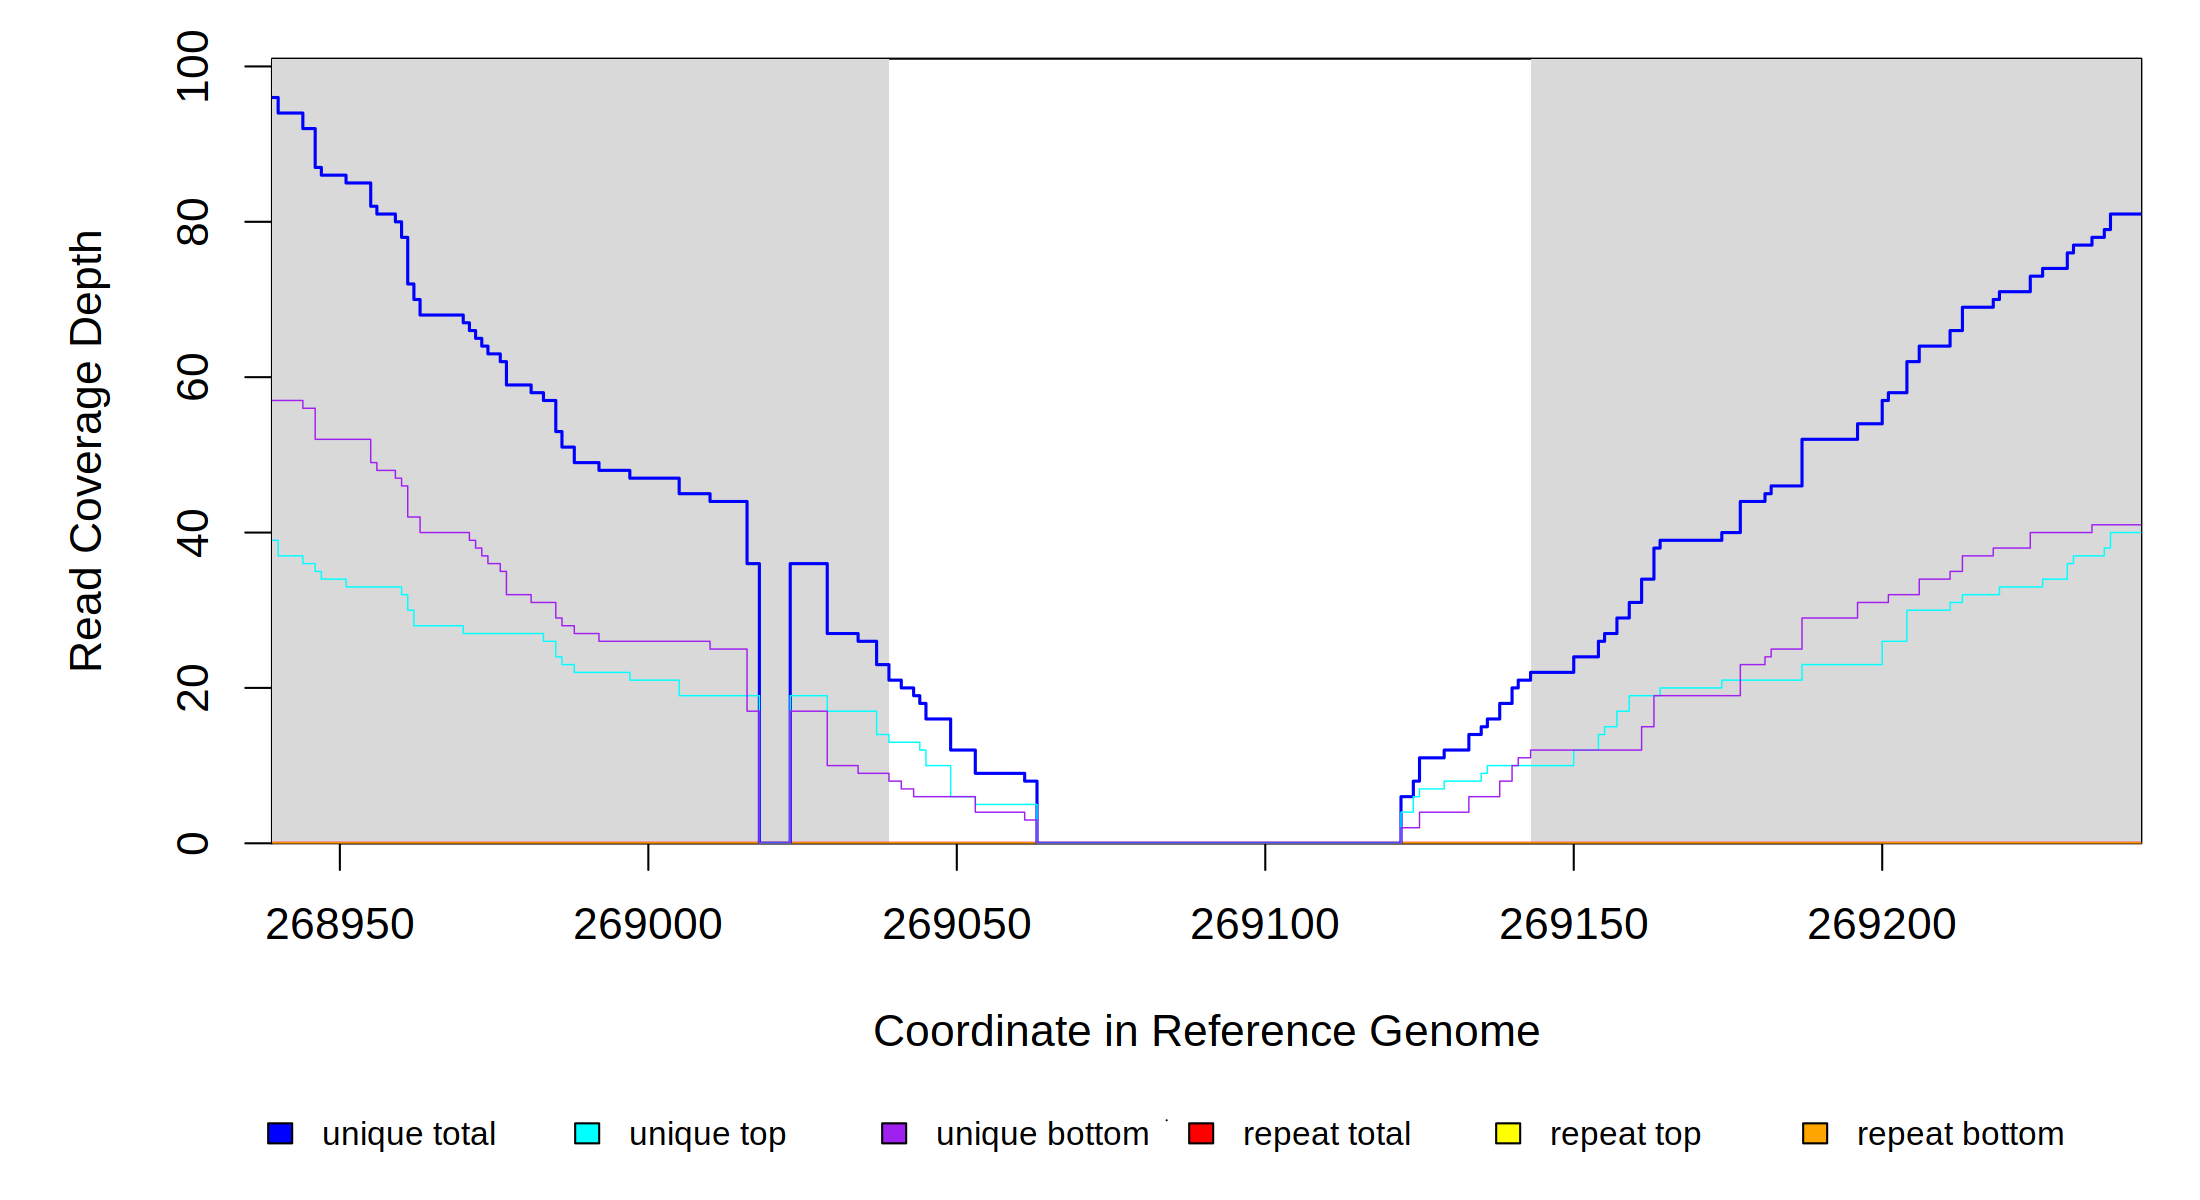 100
80
60
40
20
0
Read Coverage Depth
268950 269000 269050 269100 269150 269200
Coordinate in Reference Genome
unique total unique top unique bottom repeat total repeat top repeat bottom